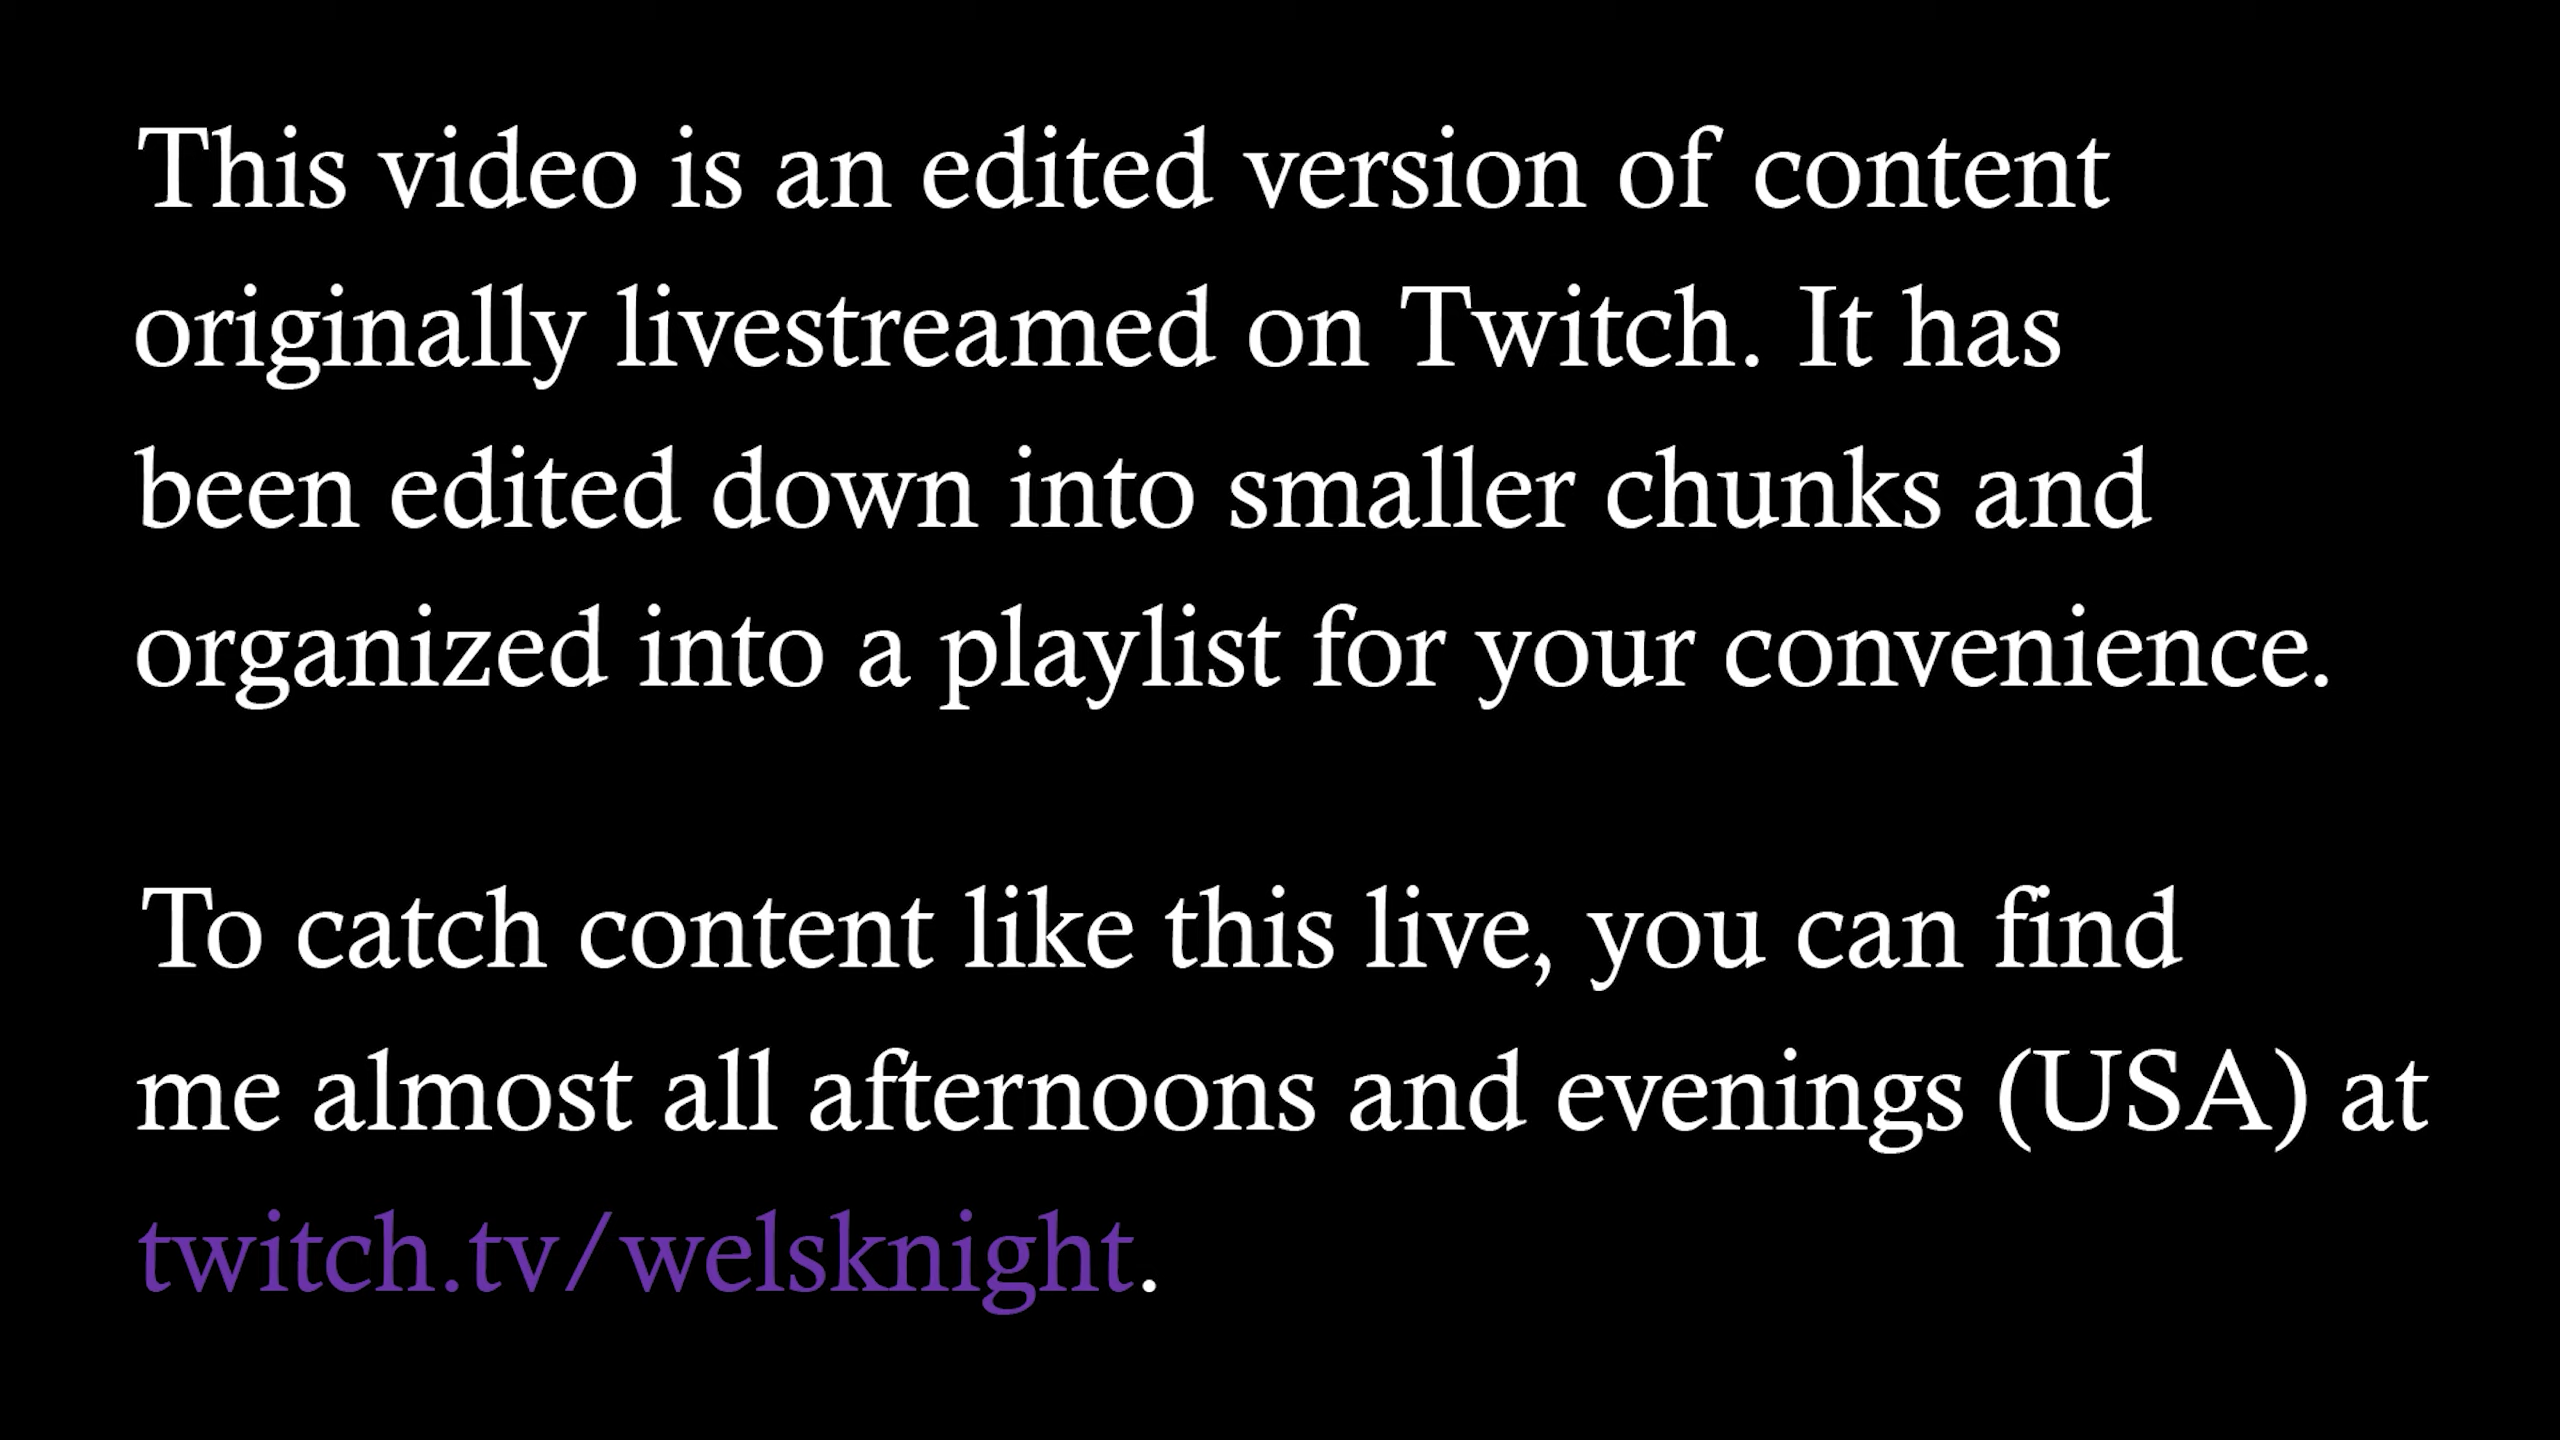 This video is an edited version of content
originally livestreamed on Twitch. It has
been edited down into smaller chunks and
organized into a playlist for your convenience.
To catch content like this live, you can find
me almost all afternoons and evenings (USA) at
twitch.tv/welsknight.